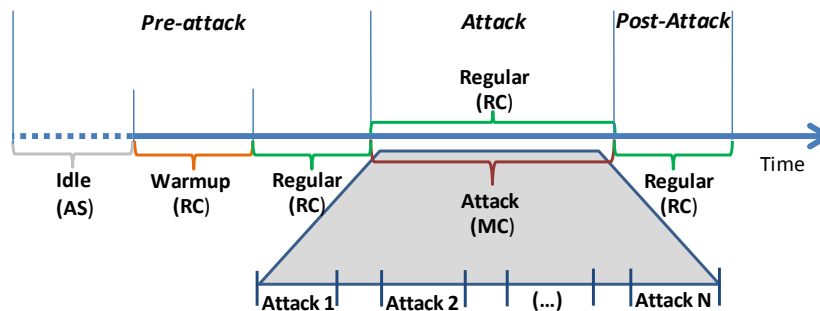 Pre-attack
Attack
Post-Attack
Regular
(RC)
Time
Idle
(AS)
Warmup
(RC)
Regular
(RC)
Attack
(MC)
Regular
(RC)
Attack 1
Attack 2
(...)
Attack N